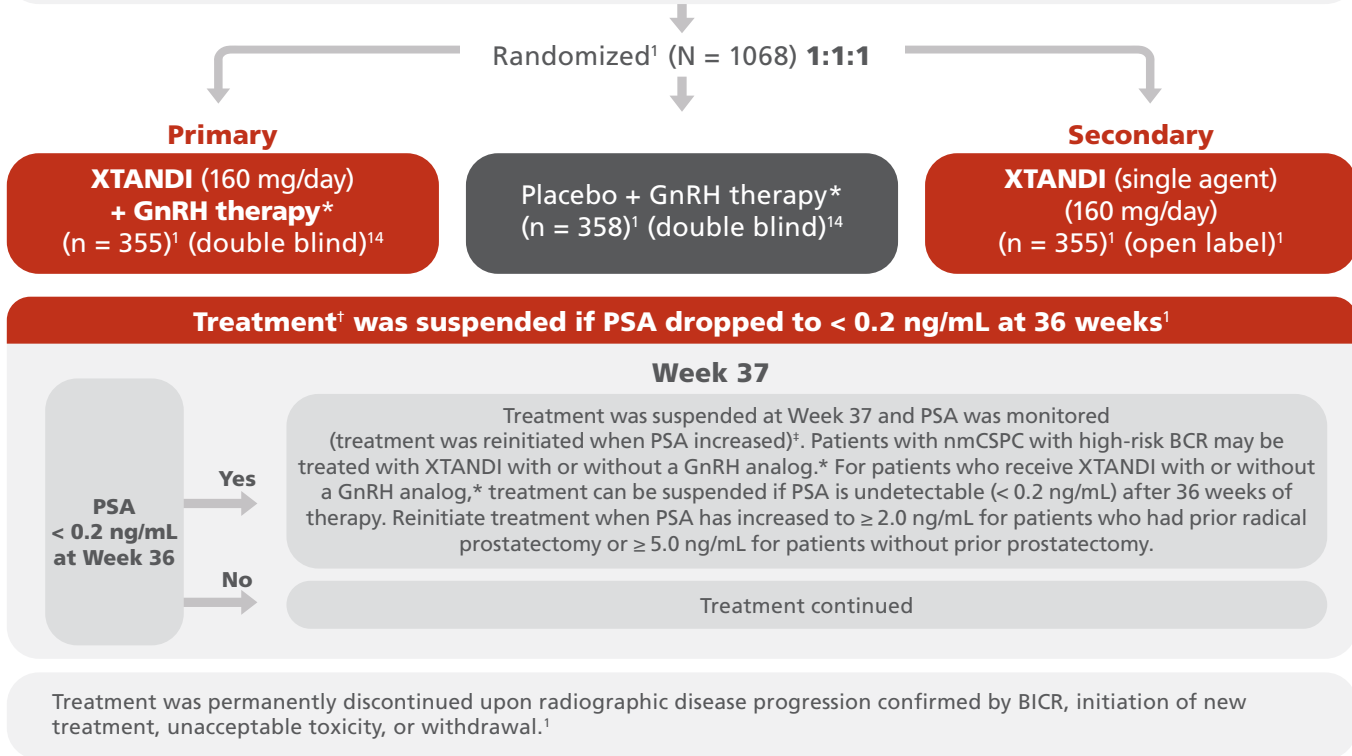 Randomized¹ (N = 1068) 1:1:1
Primary
XTANDI (160 mg/day)
+ GnRH therapy*
(n = 355)¹ (double blind)¹⁴
Placebo + GnRH therapy*
(n = 358)¹ (double blind)¹⁴
Secondary
XTANDI (single agent)
(160 mg/day)
(n = 355)¹ (open label)¹
Treatment† was suspended if PSA dropped to < 0.2 ng/mL at 36 weeks¹
Week 37
PSA
< 0.2 ng/mL
at Week 36
Yes
Treatment was suspended at Week 37 and PSA was monitored
(treatment was reinitiated when PSA increased)‡. Patients with nmCSPC with high-risk BCR may be
treated with XTANDI with or without a GnRH analog.* For patients who receive XTANDI with or without
a GnRH analog,* treatment can be suspended if PSA is undetectable (< 0.2 ng/mL) after 36 weeks of
therapy. Reinitiate treatment when PSA has increased to ≥ 2.0 ng/mL for patients who had prior radical
prostatectomy or ≥ 5.0 ng/mL for patients without prior prostatectomy.
No
Treatment continued
Treatment was permanently discontinued upon radiographic disease progression confirmed by BICR, initiation of new
treatment, unacceptable toxicity, or withdrawal.¹